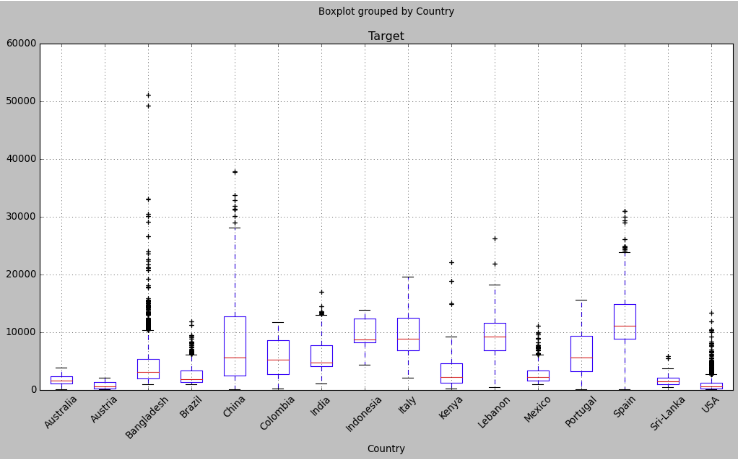 Boxplot grouped by Country
Target
60000
50000
40000
30000
20000
10000
0
Australia
Austria
Bangladesh
Brazil
China
Colombia
India
Indonesia
Italy
Kenya
Lebanon
Mexico
Portugal
Spain
Sri-Lanka
USA
Country